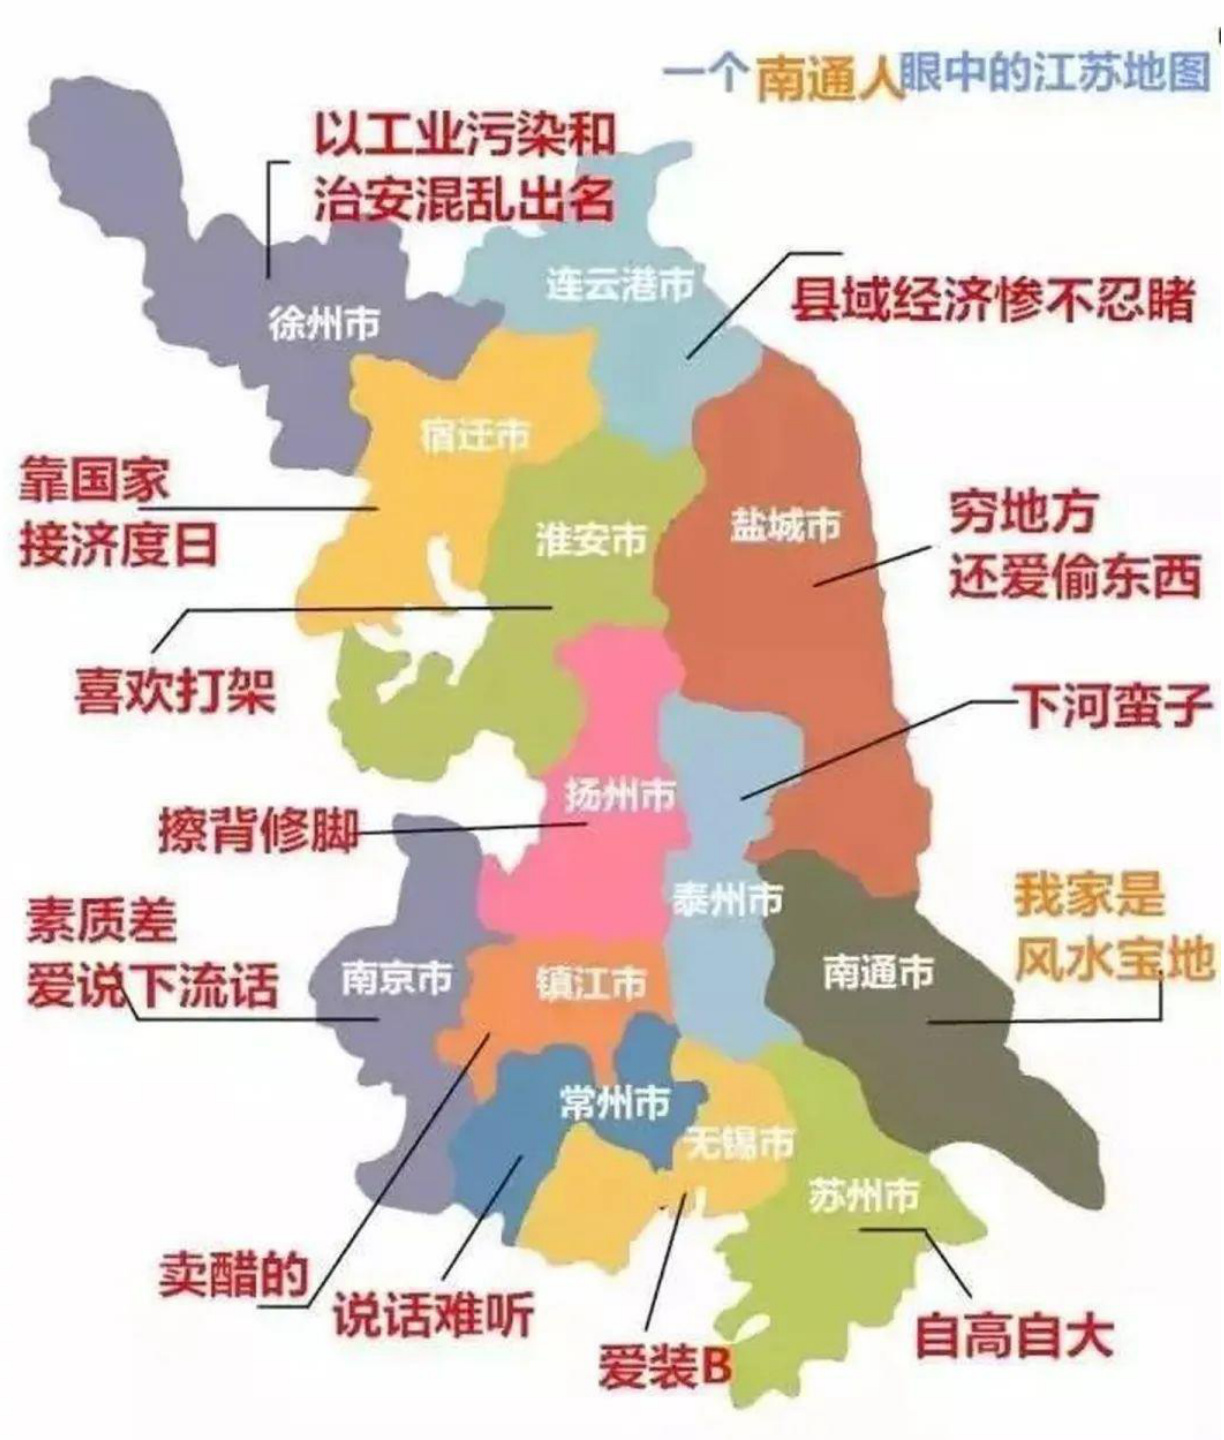 一个南通人眼中的江苏地图
以工业污染和
治安混乱出名
连云港市
县域经济惨不忍睹
徐州市
宿迁市
靠国家
接济度日
淮安市
盐城市
穷地方
还爱偷东西
喜欢打架
下河蛮子
扬州市
擦背修脚
泰州市
我家是
风水宝地
素质差
爱说下流话
南京市
镇江市
南通市
常州市
无锡市
苏州市
卖醋的
说话难听
爱装B
自高自大